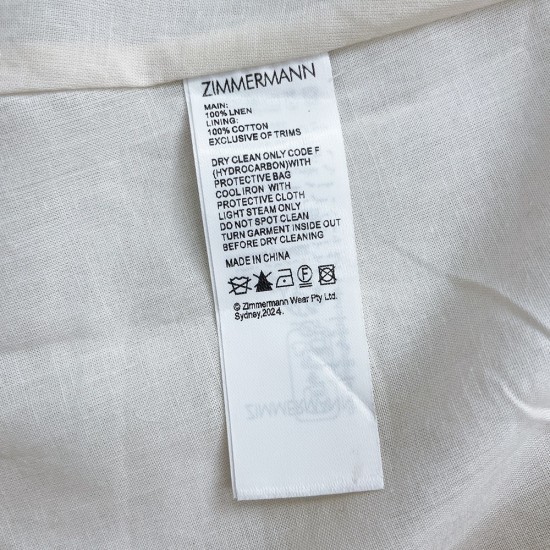 ZIMMERMANN
MAIN:
100% LNEN
LINING:
100% COTTON
EXCLUSIVE OF TRIMS
DRY CLEAN ONLY CODE F
(HYDROCARBON)WITH
PROTECTIVE BAG
COOL IRON WITH
PROTECTIVE CLOTH
LIGHT STEAM ONLY
DO NOT SPOT CLEAN
TURN GARMENT INSIDE OUT
BEFORE DRY CLEANING
MADE IN CHINA
F
© Zimmermann Wear Pty Ltd.
Sydney,2024.
ZIMMERMANN